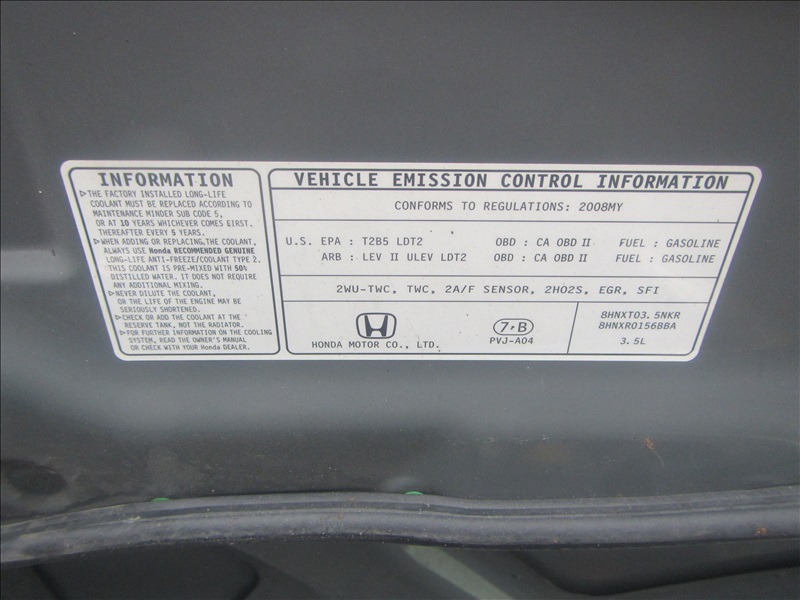 INFORMATION
▷THE FACTORY INSTALLED LONG-LIFE
COOLANT MUST BE REPLACED ACCORDING TO
MAINTENANCE MINDER SUB CODE 5,
OR AT 10 YEARS WHICHEVER COMES FIRST.
THEREAFTER EVERY 5 YEARS.
▷WHEN ADDING OR REPLACING, THE COOLANT,
ALWAYS USE Honda RECOMMENDED GENUINE
LONG-LIFE ANTI-FREEZE/COOLANT TYPE 2.
THIS COOLANT IS PRE-MIXED WITH 50%
DISTILLED WATER. IT DOES NOT REQUIRE
ANY ADDITIONAL MIXING.
▷NEVER DILUTE THE COOLANT,
OR THE LIFE OF THE ENGINE MAY BE
SERIOUSLY SHORTENED.
▷CHECK OR ADD THE COOLANT AT THE
RESERVE TANK, NOT THE RADIATOR.
▷FOR FURTHER INFORMATION ON THE COOLING
SYSTEM, READ THE OWNER'S MANUAL
OR CHECK WITH YOUR Honda DEALER.
VEHICLE EMISSION CONTROL INFORMATION
CONFORMS TO REGULATIONS: 2008MY
U.S. EPA : T2B5 LDT2 OBD : CA OBD II FUEL : GASOLINE
ARB : LEV II ULEV LDT2 OBD : CA OBD II FUEL : GASOLINE
2WU-TWC, TWC, 2A/F SENSOR, 2HO2S, EGR, SFI
HONDA MOTOR CO., LTD.
7-B
PVJ-A04
8HNXT03.5NKR
8HNXR0156BBA
3.5L